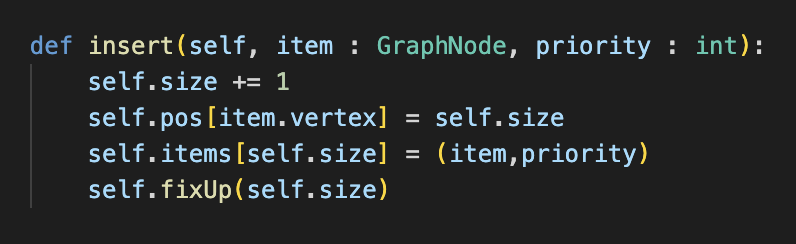 def insert(self, item : GraphNode, priority : int):
    self.size += 1
    self.pos[item.vertex] = self.size
    self.items[self.size] = (item,priority)
    self.fixUp(self.size)